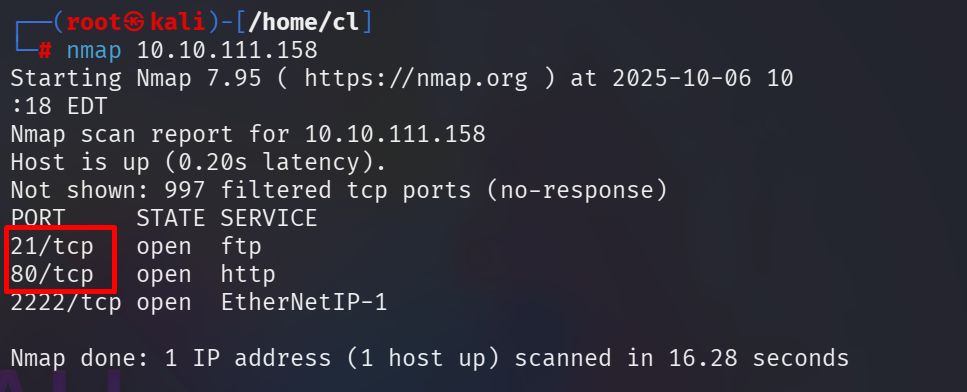 ┌──(root㉿kali)-[/home/cl]
└─# nmap 10.10.111.158
Starting Nmap 7.95 ( https://nmap.org ) at 2025-10-06 10
:18 EDT
Nmap scan report for 10.10.111.158
Host is up (0.20s latency).
Not shown: 997 filtered tcp ports (no-response)
PORT     STATE SERVICE
21/tcp   open  ftp
80/tcp   open  http
2222/tcp open  EtherNetIP-1
Nmap done: 1 IP address (1 host up) scanned in 16.28 seconds